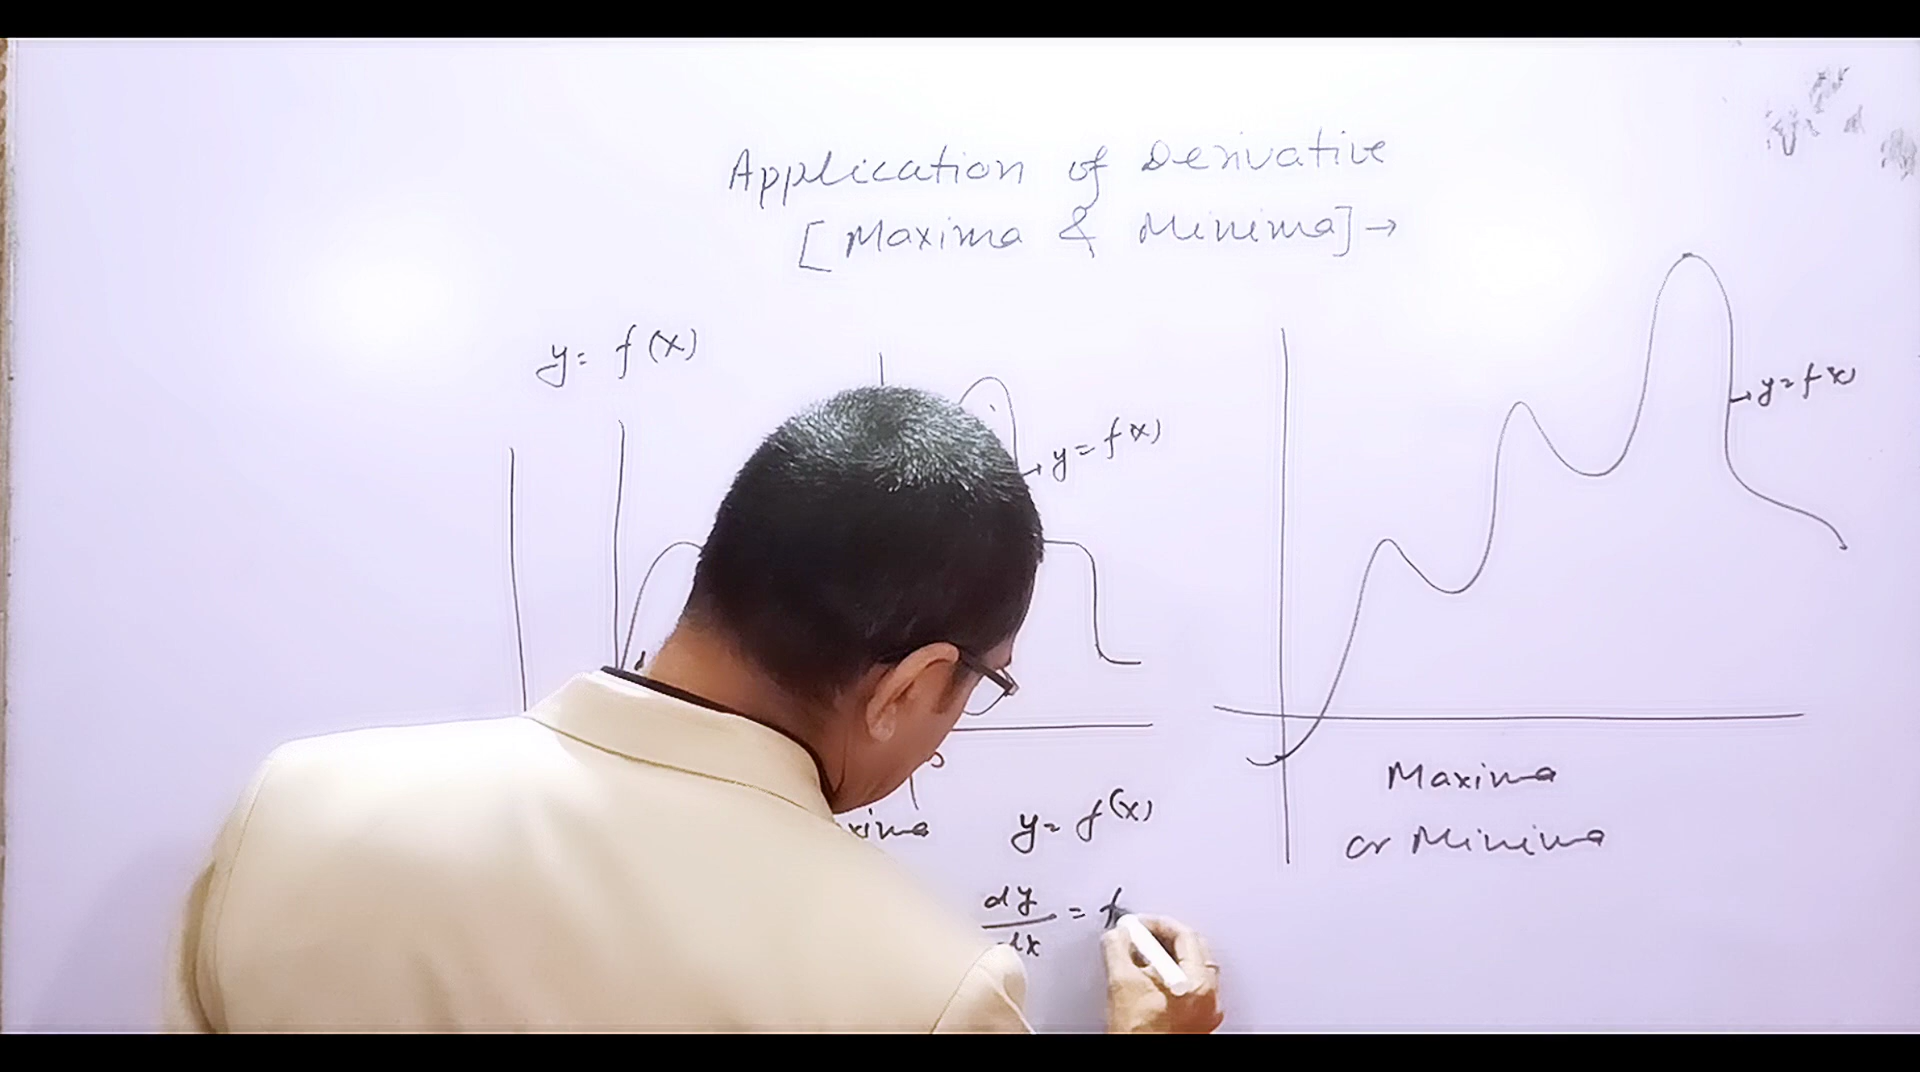 Application of Derivative
[Maxima & Minima]→
y = f(x)
→ y = f(x)
→ y = f(x)
y = f(x)
dy/dx = f
Maxima
or Minima